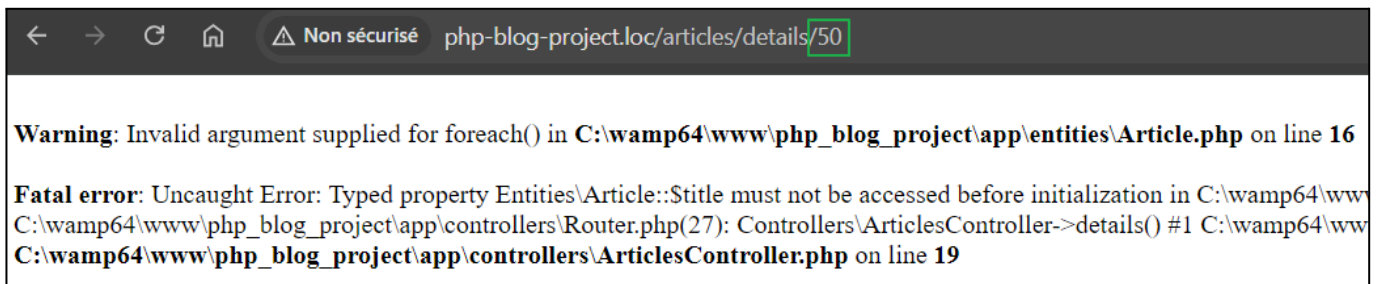 Non sécurisé php-blog-project.loc/articles/details/50
Warning: Invalid argument supplied for foreach() in C:\wamp64\www\php_blog_project\app\entities\Article.php on line 16
Fatal error: Uncaught Error: Typed property Entities\Article::$title must not be accessed before initialization in C:\wamp64\ww
C:\wamp64\www\php_blog_project\app\controllers\Router.php(27): Controllers\ArticlesController->details() #1 C:\wamp64\ww
C:\wamp64\www\php_blog_project\app\controllers\ArticlesController.php on line 19